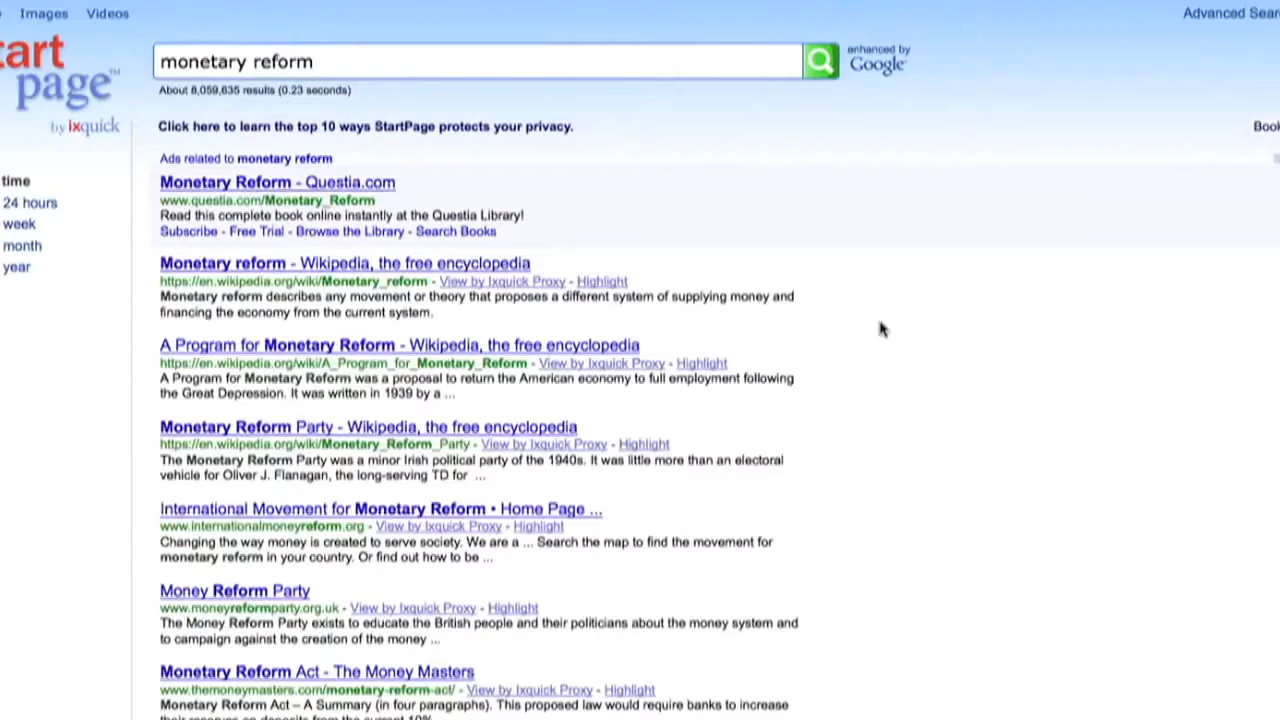 Images Videos Advanced Sear
art
page™
by ixquick
monetary reform
enhanced by
Google
About 8,059,635 results (0.23 seconds)
Click here to learn the top 10 ways StartPage protects your privacy.
Book
Ads related to monetary reform
time
24 hours
week
month
year
Monetary Reform - Questia.com
www.questia.com/Monetary_Reform
Read this complete book online instantly at the Questia Library!
Subscribe - Free Trial - Browse the Library - Search Books
Monetary reform - Wikipedia, the free encyclopedia
https://en.wikipedia.org/wiki/Monetary_reform - View by Ixquick Proxy - Highlight
Monetary reform describes any movement or theory that proposes a different system of supplying money and
financing the economy from the current system.
A Program for Monetary Reform - Wikipedia, the free encyclopedia
https://en.wikipedia.org/wiki/A_Program_for_Monetary_Reform - View by Ixquick Proxy - Highlight
A Program for Monetary Reform was a proposal to return the American economy to full employment following
the Great Depression. It was written in 1939 by a ...
Monetary Reform Party - Wikipedia, the free encyclopedia
https://en.wikipedia.org/wiki/Monetary_Reform_Party - View by Ixquick Proxy - Highlight
The Monetary Reform Party was a minor Irish political party of the 1940s. It was little more than an electoral
vehicle for Oliver J. Flanagan, the long-serving TD for ...
International Movement for Monetary Reform • Home Page ...
www.internationalmoneyreform.org - View by Ixquick Proxy - Highlight
Changing the way money is created to serve society. We are a ... Search the map to find the movement for
monetary reform in your country. Or find out how to be ...
Money Reform Party
www.moneyreformparty.org.uk - View by Ixquick Proxy - Highlight
The Money Reform Party exists to educate the British people and their politicians about the money system and
to campaign against the creation of the money ...
Monetary Reform Act - The Money Masters
www.themoneymasters.com/monetary-reform-act/ - View by Ixquick Proxy - Highlight
Monetary Reform Act – A Summary (in four paragraphs). This proposed law would require banks to increase
their reserves on deposits from the current 10%